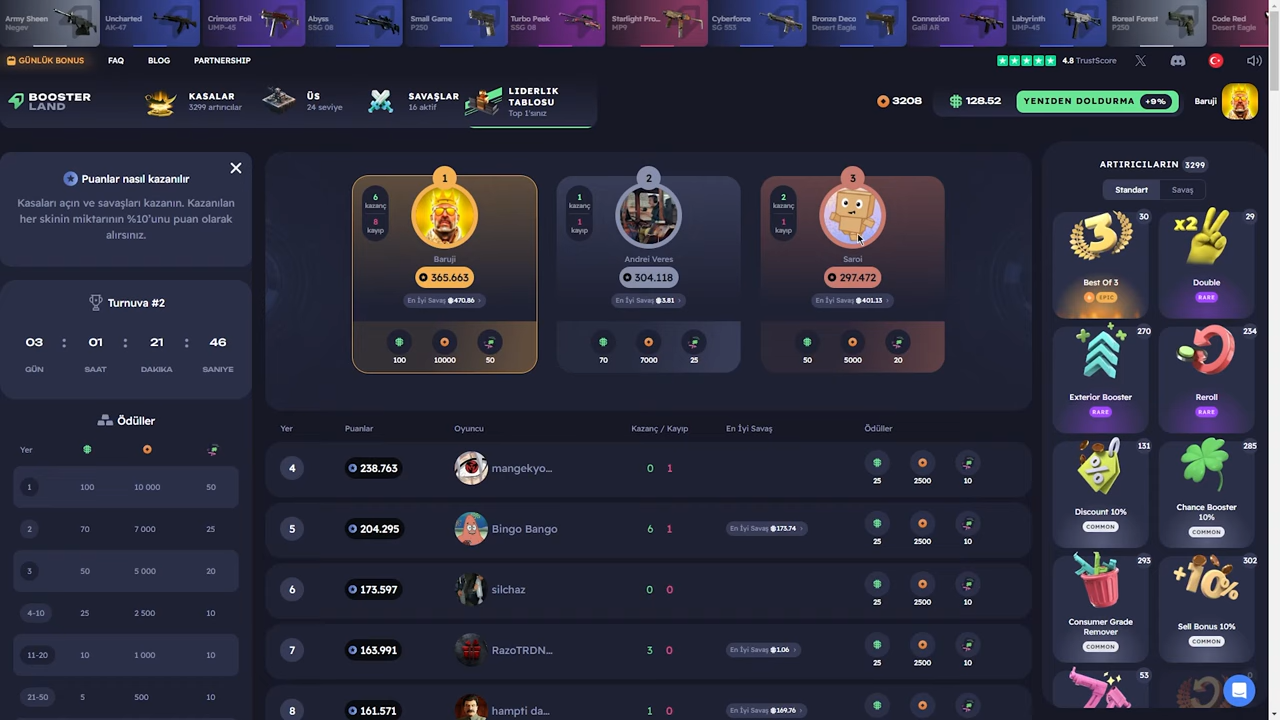 Army Sheen
Negev
Uncharted
AK-47
Crimson Foil
UMP-45
Abyss
SSG 08
Small Game
P250
Turbo Peek
SSG 08
Starlight Pro...
MP9
Cyberforce
SG 553
Bronze Deco
Desert Eagle
Connexion
Galil AR
Labyrinth
UMP-45
Boreal Forest
P250
Code Red
Desert Eagle
GÜNLÜK BONUS
FAQ
BLOG
PARTNERSHIP
4.8 TrustScore
BOOSTER
LAND
KASALAR
3299 artırıcılar
ÜS
24 seviye
SAVAŞLAR
16 aktif
LIDERLIK
TABLOSU
Top 1'sınız
3208
128.52
YENIDEN DOLDURMA +9%
Baruji
Puanlar nasıl kazanılır
Kasaları açın ve savaşları kazanın. Kazanılan
her skinin miktarının %10'unu puan olarak
alırsınız.
Turnuva #2
03 : 01 : 21 : 46
GÜN SAAT DAKIKA SANIYE
Ödüller
Yer
1 100 10 000 50
2 70 7 000 25
3 50 5 000 20
4-10 25 2 500 10
11-20 10 1 000 10
21-50 5 500 10
1
6
kazanç
8
kayıp
Baruji
365.663
En İyi Savaş 470.86
100 10000 50
2
1
kazanç
1
kayıp
Andrei Veres
304.118
En İyi Savaş 3.81
70 7000 25
3
2
kazanç
1
kayıp
Saroi
297.472
En İyi Savaş 401.13
50 5000 20
Yer Puanlar Oyuncu Kazanç / Kayıp En İyi Savaş Ödüller
4 238.763 mangekyo... 0 1
25 2500 10
5 204.295 Bingo Bango 6 1 En İyi Savaş 173.74
25 2500 10
6 173.597 silchaz 0 0
25 2500 10
7 163.991 RazoTRDN... 3 0 En İyi Savaş 1.06
25 2500 10
8 161.571 hampti da... 1 0 En İyi Savaş 169.76
25 2500 10
ARTIRICILARIN 3299
Standart Savaş
30
Best Of 3
EPIC
29
x2
Double
RARE
270
Exterior Booster
RARE
234
Reroll
RARE
131
Discount 10%
COMMON
285
Chance Booster
10%
COMMON
293
Consumer Grade
Remover
COMMON
302
+10%
Sell Bonus 10%
COMMON
53